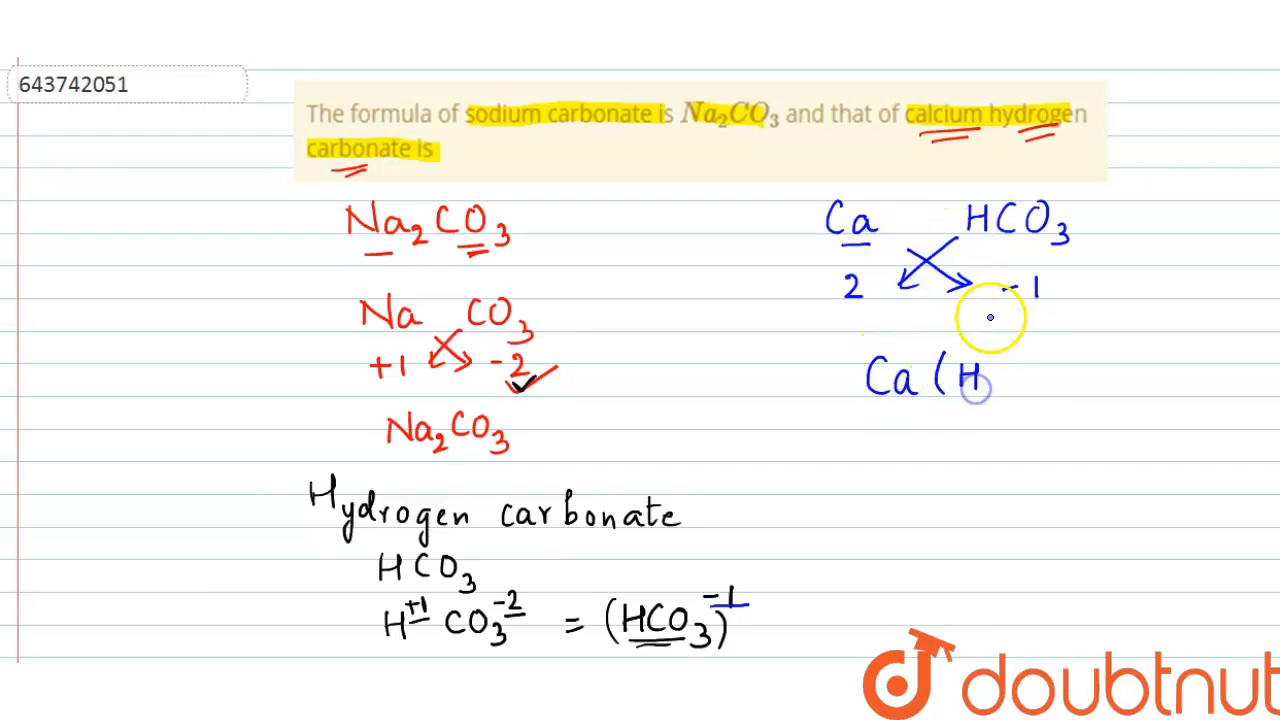 643742051
The formula of sodium carbonate is Na₂CO₃ and that of calcium hydrogen
carbonate is
Na₂CO₃
Na CO₃
+1 -2
Na₂CO₃
Hydrogen carbonate
HCO₃
H⁺¹ CO₃⁻² = (HCO₃)⁻¹
Ca HCO₃
2 -1
Ca (H
doubtnut